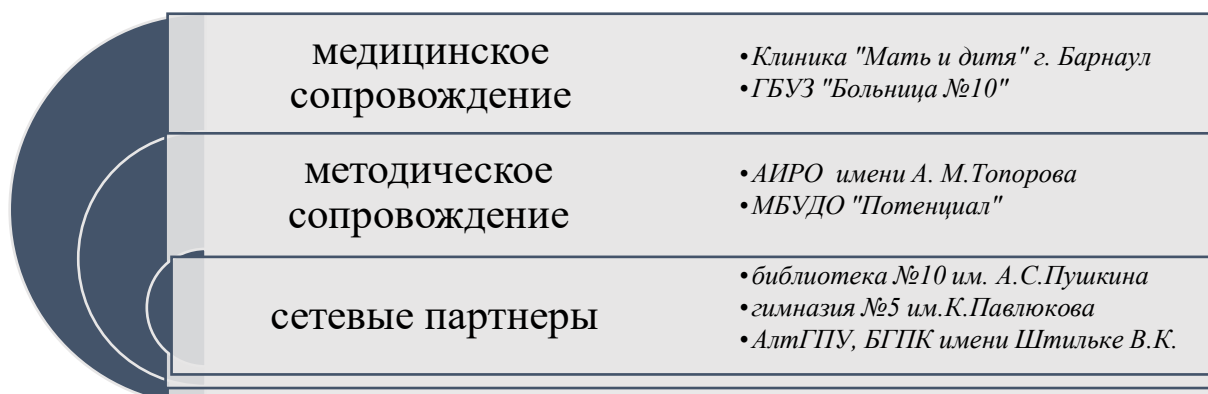 медицинское
сопровождение
•Клиника "Мать и дитя" г. Барнаул
•ГБУЗ "Больница №10"
методическое
сопровождение
•АИРО имени А. М.Топорова
•МБУДО "Потенциал"
сетевые партнеры
•библиотека №10 им. А.С.Пушкина
•гимназия №5 им.К.Павлюкова
•АлтГПУ, БГПК имени Штильке В.К.